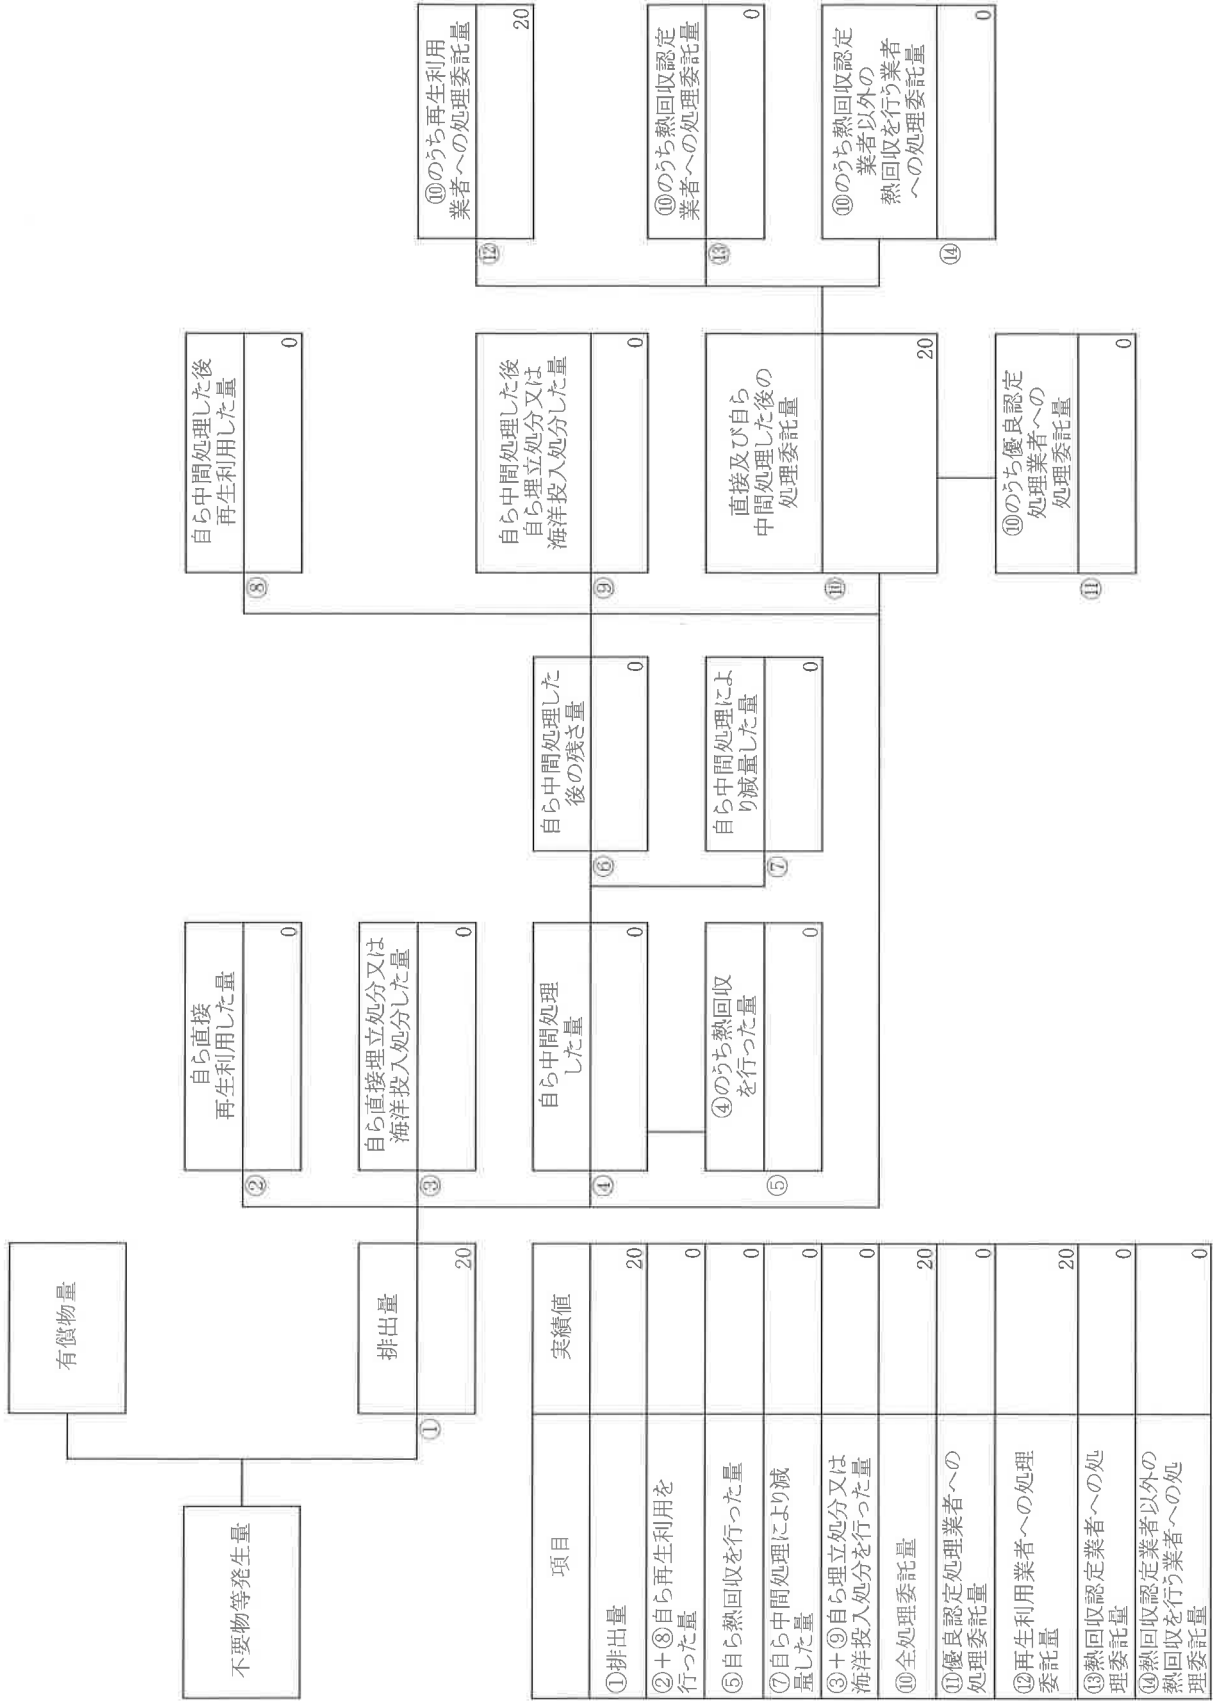 不要物等発生量
有償物量
①
排出量
20
②
自ら直接
再生利用した量
0
③
自ら直接埋立処分又は
海洋投入処分した量
0
④
自ら中間処理
した量
0
⑤
④のうち熱回収
を行った量
0
⑥
自ら中間処理した
後の残さ量
0
⑦
自ら中間処理によ
り減量した量
0
⑧
自ら中間処理した後
再生利用した量
0
⑨
自ら中間処理した後
自ら埋立処分又は
海洋投入処分した量
0
⑩
直接及び自ら
中間処理した後の
処理委託量
20
⑪
⑩のうち優良認定
処理業者への
処理委託量
0
⑫
⑩のうち再生利用
業者への処理委託量
20
⑬
⑩のうち熱回収認定
業者への処理委託量
0
⑭
⑩のうち熱回収認定
業者以外の
熱回収を行う業者
への処理委託量
0
項目 実績値
①排出量 20
②+⑧自ら再生利用を
行った量 0
⑤自ら熱回収を行った量 0
⑦自ら中間処理により減
量した量 0
③+⑨自ら埋立処分又は
海洋投入処分を行った量 0
⑩全処理委託量 20
⑪優良認定処理業者への
処理委託量 0
⑫再生利用業者への処理
委託量 20
⑬熱回収認定業者への処
理委託量 0
⑭熱回収認定業者以外の
熱回収を行う業者への処
理委託量 0